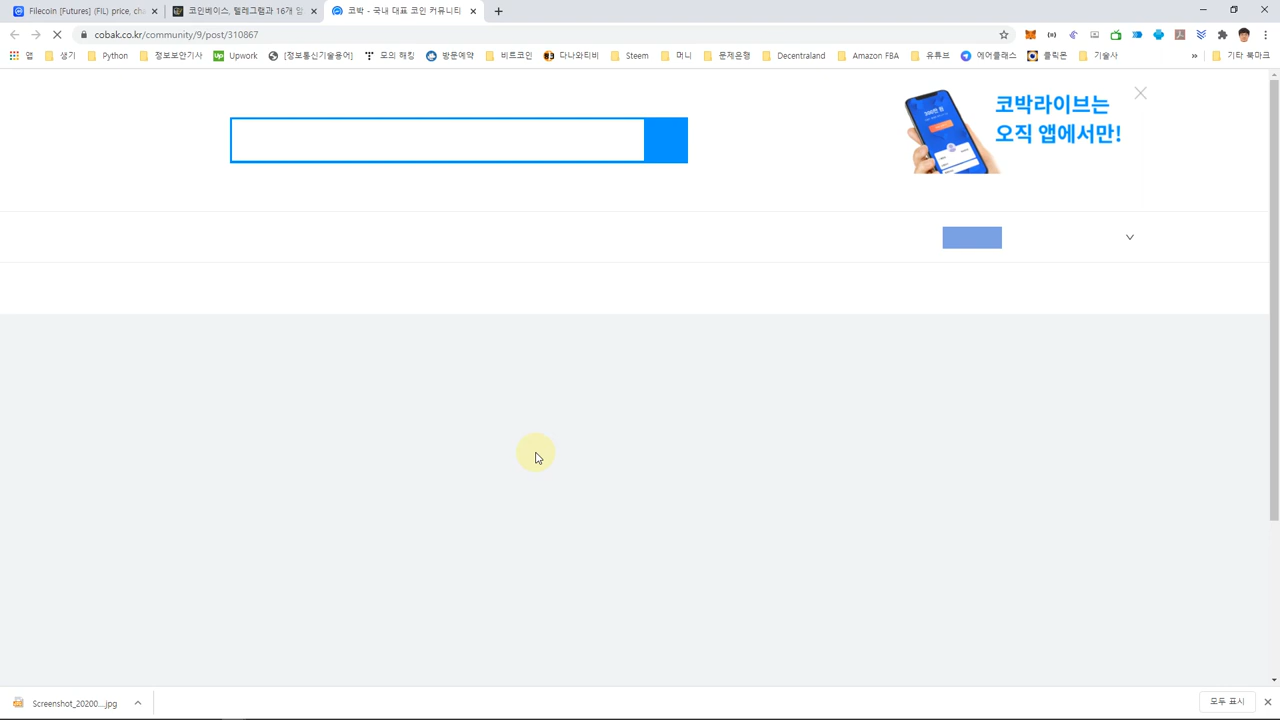 Filecoin [Futures] (FIL) price, cha
코인베이스, 텔레그램과 16개 암
코박 - 국내 대표 코인 커뮤니티
cobak.co.kr/community/9/post/310867
앱
생기
Python
정보보안기사
Upwork
[정보통신기술용어]
모의 해킹
방문예약
비트코인
다나와티비
Steem
머니
문제은행
Decentraland
Amazon FBA
유튜브
에어클래스
클릭몬
기술사
»
기타 북마크
코박라이브는
오직 앱에서만!
Screenshot_20200....jpg
모두 표시